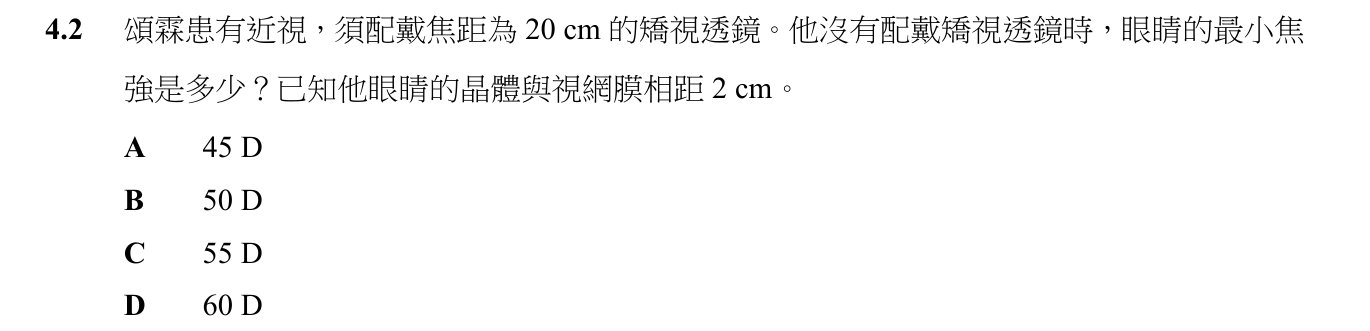 4.2 頌霖患有近視，須配戴焦距為 20 cm 的矯視透鏡。他沒有配戴矯視透鏡時，眼睛的最小焦
強是多少？已知他眼睛的晶體與視網膜相距 2 cm。
A 45 D
B 50 D
C 55 D
D 60 D